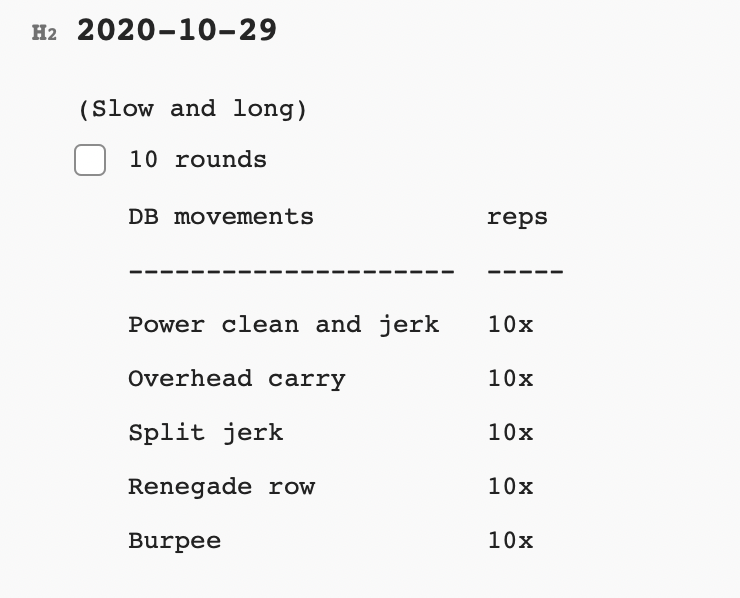 H2 2020-10-29
(Slow and long)
10 rounds
DB movements reps
--------------------- -----
Power clean and jerk 10x
Overhead carry 10x
Split jerk 10x
Renegade row 10x
Burpee 10x